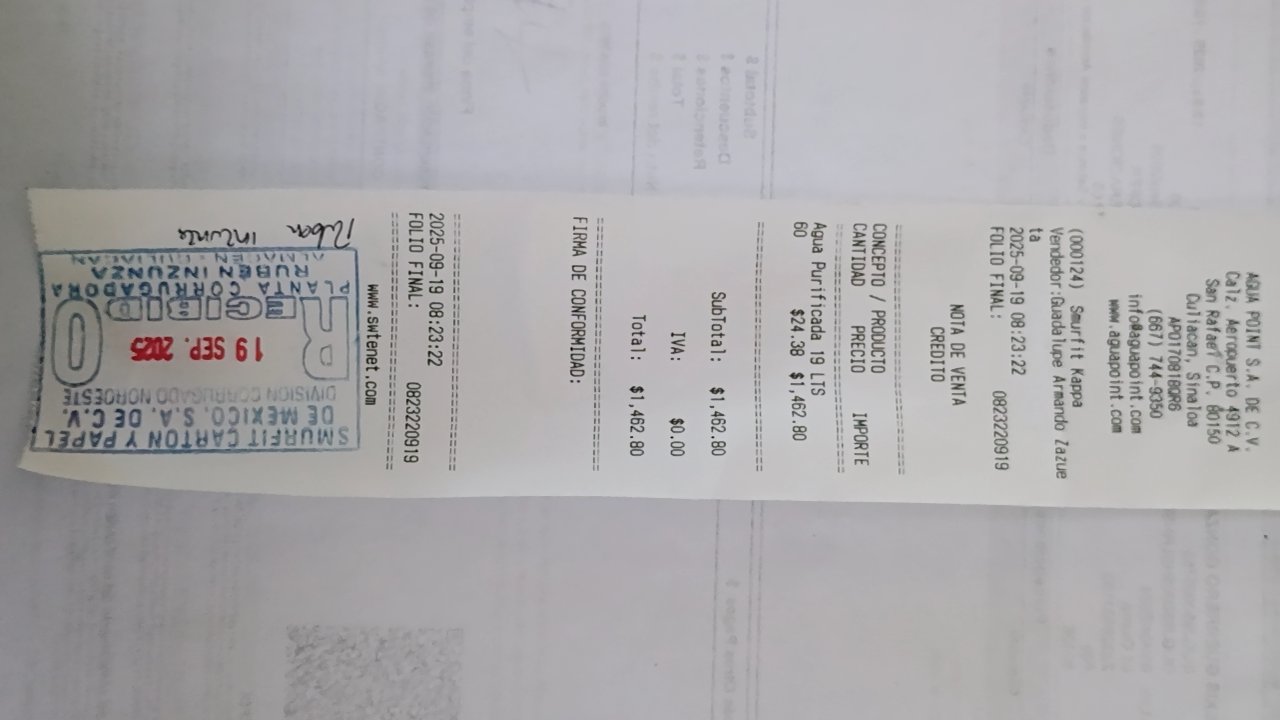 AGUA POINT S.A. DE C.V.
Calz. Aeropuerto 4912 A
San Rafael C.P. 80150
Culiacan, Sinaloa
APO170818QR6
(667) 744-9350
info@aguapoint.com
www.aguapoint.com
(000124) Smurfit Kappa
Vendedor:Guadalupe Armando Zazue
ta
2025-09-19 08:23:22
FOLIO FINAL: 0823220919
NOTA DE VENTA
CREDITO
CONCEPTO / PRODUCTO
CANTIDAD PRECIO IMPORTE
Agua Purificada 19 LTS
60 $24.38 $1,462.80
SubTotal: $1,462.80
IVA: $0.00
Total: $1,462.80
FIRMA DE CONFORMIDAD:
2025-09-19 08:23:22
FOLIO FINAL: 0823220919
www.swtenet.com
SMURFIT CARTON Y PAPEL
DE MEXICO, S.A. DE C.V.
DIVISION CORRUGADO NOROESTE
RECIBIDO
19 SEP. 2025
PLANTA CORRUGADORA
RUBEN INZUNZA
ALMACEN - CULIACAN
Ruben Inzunza